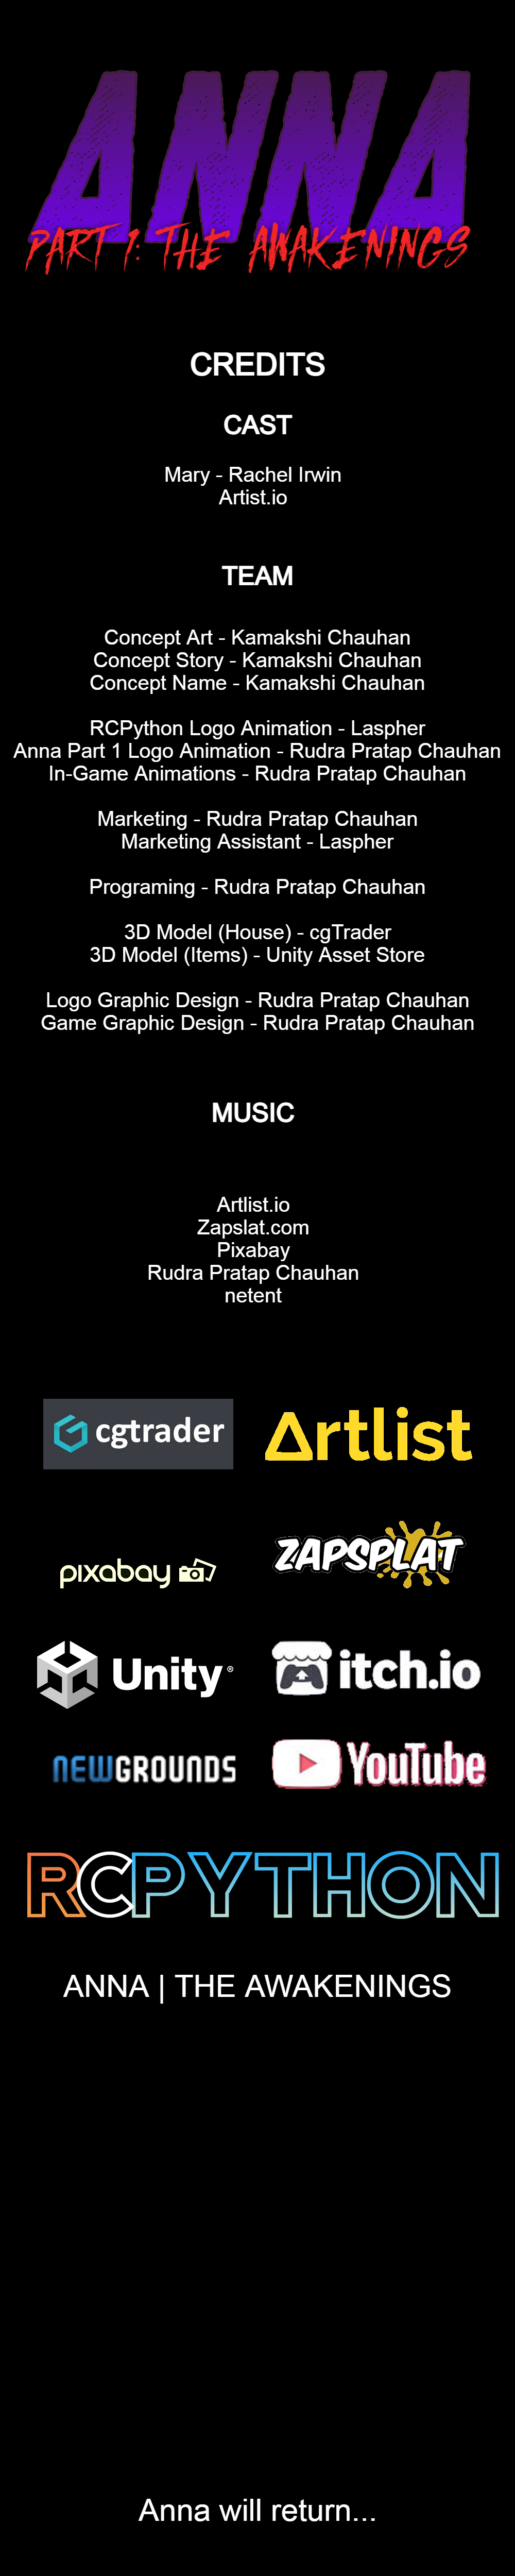 ANNA
PART 1: THE AWAKENINGS
CREDITS
CAST
Mary - Rachel Irwin
Artist.io
TEAM
Concept Art - Kamakshi Chauhan
Concept Story - Kamakshi Chauhan
Concept Name - Kamakshi Chauhan
RCPython Logo Animation - Laspher
Anna Part 1 Logo Animation - Rudra Pratap Chauhan
In-Game Animations - Rudra Pratap Chauhan
Marketing - Rudra Pratap Chauhan
Marketing Assistant - Laspher
Programing - Rudra Pratap Chauhan
3D Model (House) - cgTrader
3D Model (Items) - Unity Asset Store
Logo Graphic Design - Rudra Pratap Chauhan
Game Graphic Design - Rudra Pratap Chauhan
MUSIC
Artlist.io
Zapslat.com
Pixabay
Rudra Pratap Chauhan
netent
cgtrader
Artlist
pixabay
ZAPSPLAT
Unity®
itch.io
NEWGROUNDS
YouTube
RCPYTHON
ANNA | THE AWAKENINGS
Anna will return...